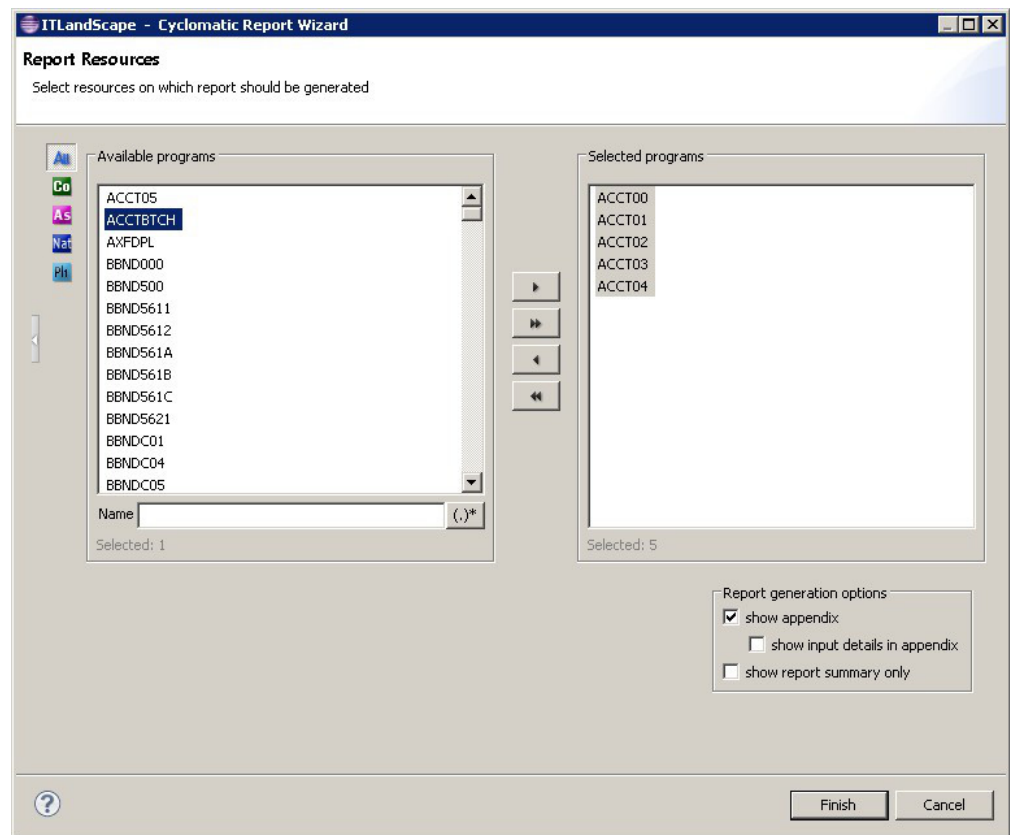 ITLandScape - Cyclomatic Report Wizard
Report Resources
Select resources on which report should be generated
All
Co
As
Nat
Pl1
Available programs
ACCT05
ACCTBTCH
AXFDPL
BBND000
BBND500
BBND5611
BBND5612
BBND561A
BBND561B
BBND561C
BBND5621
BBNDC01
BBNDC04
BBNDC05
Name
(.)*
Selected: 1
Selected programs
ACCT00
ACCT01
ACCT02
ACCT03
ACCT04
Selected: 5
Report generation options
show appendix
show input details in appendix
show report summary only
?
Finish
Cancel